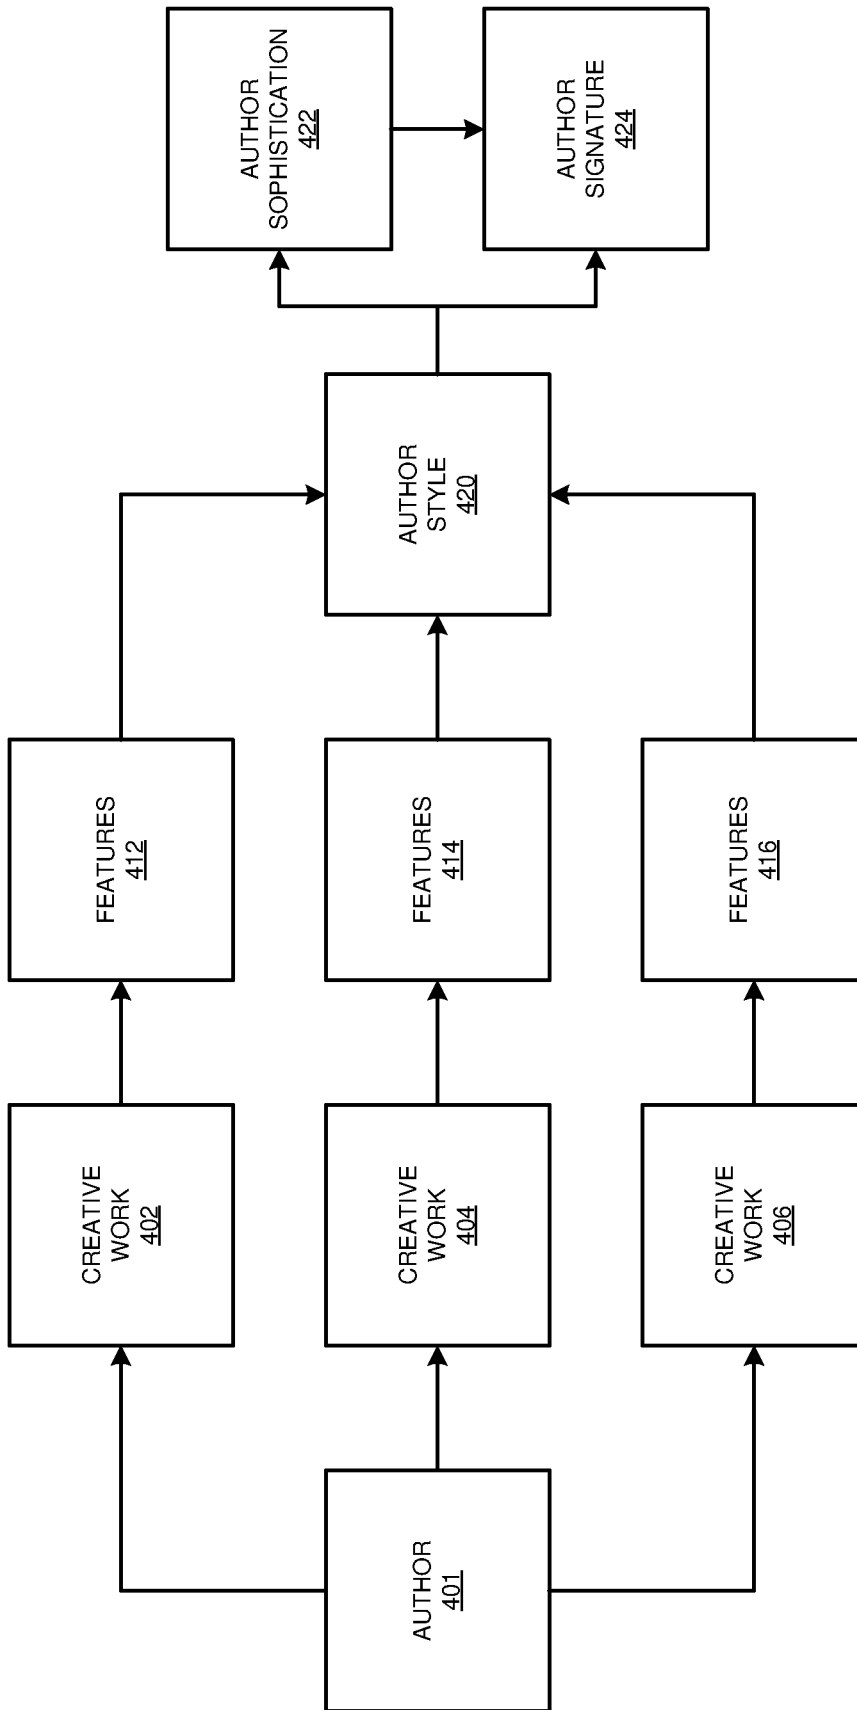 AUTHOR
401
CREATIVE
WORK
402
CREATIVE
WORK
404
CREATIVE
WORK
406
FEATURES
412
FEATURES
414
FEATURES
416
AUTHOR
STYLE
420
AUTHOR
SOPHISTICATION
422
AUTHOR
SIGNATURE
424